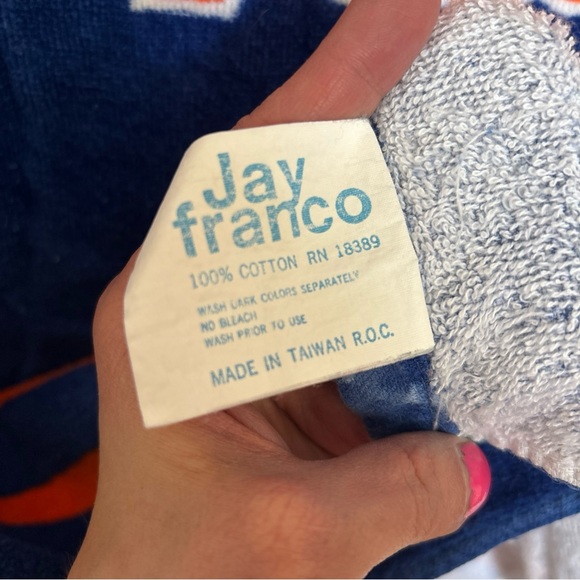 Jay
franco
100% COTTON RN 18389
WASH DARK COLORS SEPARATELY
NO BLEACH
WASH PRIOR TO USE
MADE IN TAIWAN R.O.C.